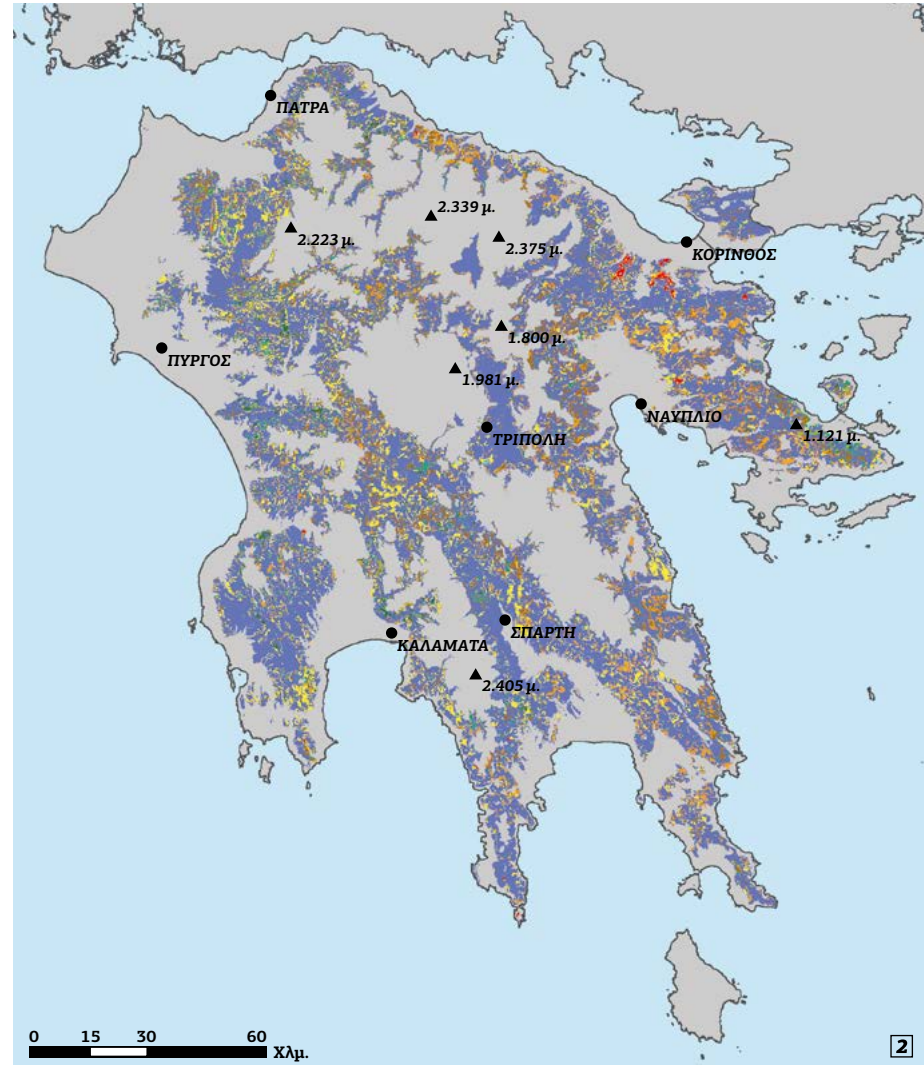 ΠΑΤΡΑ
2.339 μ.
2.223 μ.
2.375 μ.
ΚΟΡΙΝΘΟΣ
1.800 μ.
ΠΥΡΓΟΣ
1.981 μ.
ΝΑΥΠΛΙΟ
1.121 μ.
ΤΡΙΠΟΛΗ
ΣΠΑΡΤΗ
ΚΑΛΑΜΑΤΑ
2.405 μ.
0 15 30 60
Χλμ.
2